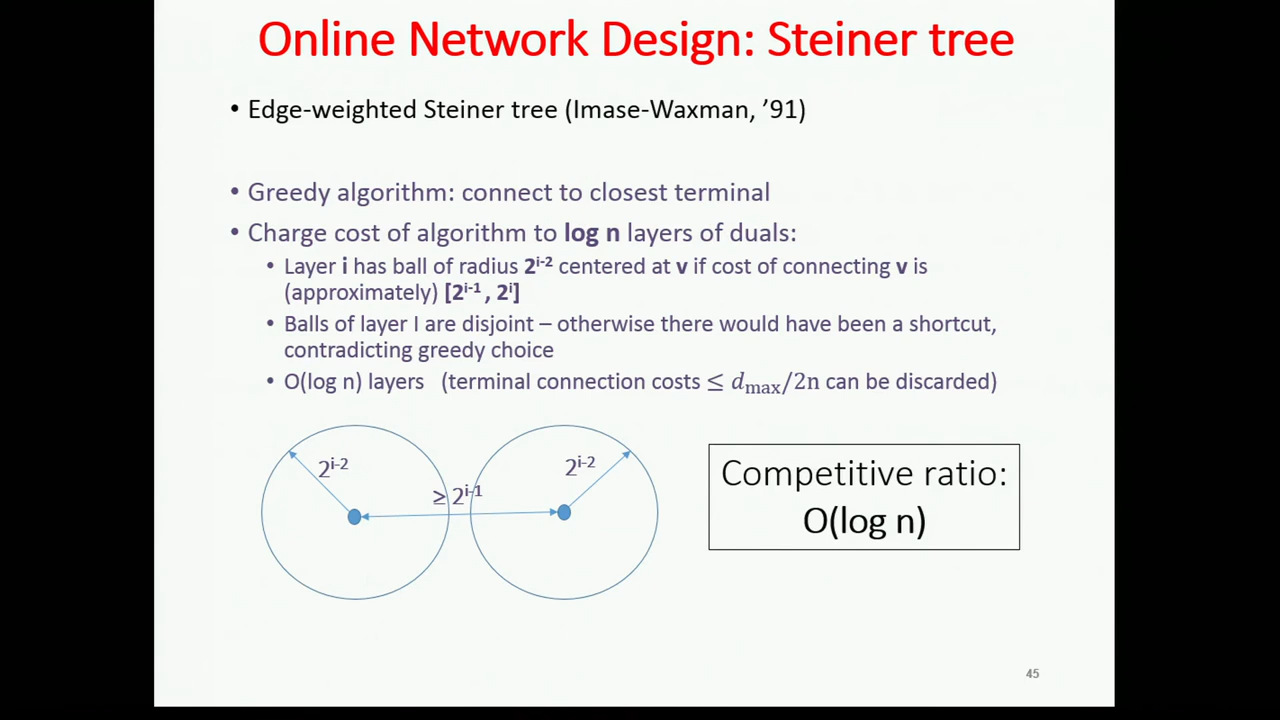 Online Network Design: Steiner tree
• Edge-weighted Steiner tree (Imase-Waxman, ’91)
• Greedy algorithm: connect to closest terminal
• Charge cost of algorithm to log n layers of duals:
• Layer i has ball of radius 2^{i-2} centered at v if cost of connecting v is
(approximately) [2^{i-1} , 2^{i}]
• Balls of layer I are disjoint – otherwise there would have been a shortcut,
contradicting greedy choice
• O(log n) layers (terminal connection costs ≤ d_{max}/2n can be discarded)
2^{i-2}
≥ 2^{i-1}
2^{i-2}
Competitive ratio:
O(log n)
45